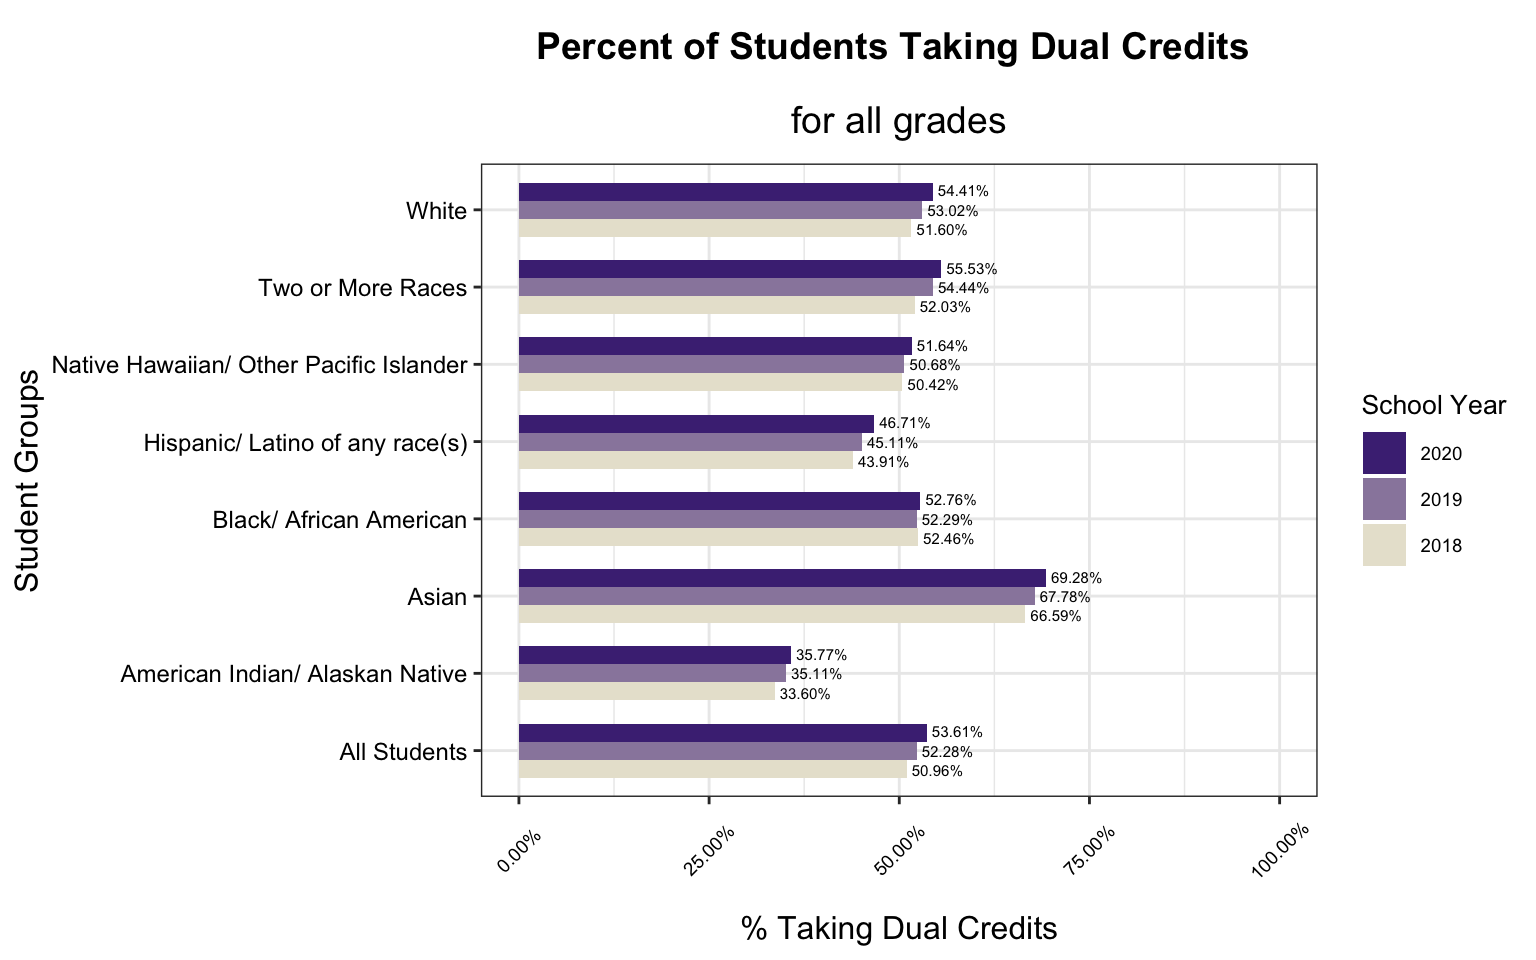 Percent of Students Taking Dual Credits
for all grades
Student Groups
White
54.41%
53.02%
51.60%
Two or More Races
55.53%
54.44%
52.03%
Native Hawaiian/ Other Pacific Islander
51.64%
50.68%
50.42%
Hispanic/ Latino of any race(s)
46.71%
45.11%
43.91%
Black/ African American
52.76%
52.29%
52.46%
Asian
69.28%
67.78%
66.59%
American Indian/ Alaskan Native
35.77%
35.11%
33.60%
All Students
53.61%
52.28%
50.96%
0.00%
25.00%
50.00%
75.00%
100.00%
% Taking Dual Credits
School Year
2020
2019
2018